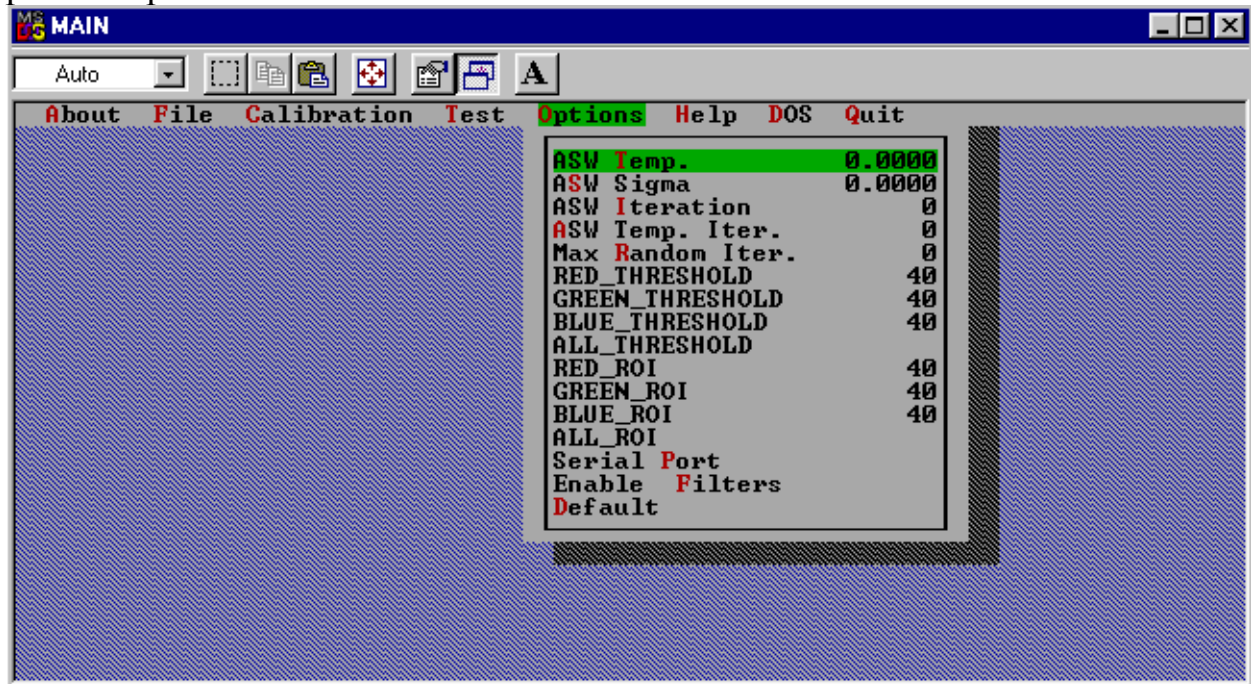 MAIN
Auto
A
About File Calibration Test Options Help DOS Quit
ASW Temp. 0.0000
ASW Sigma 0.0000
ASW Iteration 0
ASW Temp. Iter. 0
Max Random Iter. 0
RED_THRESHOLD 40
GREEN_THRESHOLD 40
BLUE_THRESHOLD 40
ALL_THRESHOLD
RED_ROI 40
GREEN_ROI 40
BLUE_ROI 40
ALL_ROI
Serial Port
Enable Filters
Default